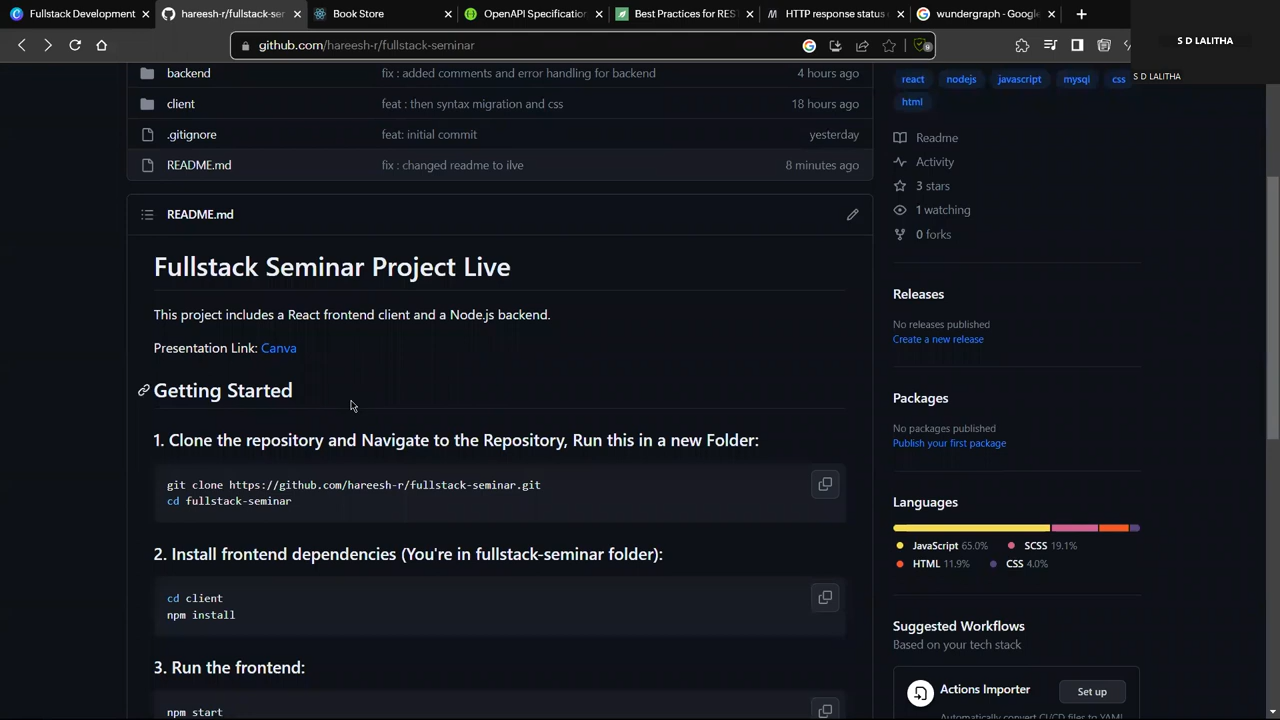 Fullstack Development
hareesh-r/fullstack-ser
Book Store
OpenAPI Specification
Best Practices for REST
HTTP response status
wundergraph - Google
github.com/hareesh-r/fullstack-seminar
S D LALITHA
S D LALITHA
backend fix : added comments and error handling for backend 4 hours ago
client feat : then syntax migration and css 18 hours ago
.gitignore feat: initial commit yesterday
README.md fix : changed readme to ilve 8 minutes ago
README.md
Fullstack Seminar Project Live
This project includes a React frontend client and a Node.js backend.
Presentation Link: Canva
Getting Started
1. Clone the repository and Navigate to the Repository, Run this in a new Folder:
git clone https://github.com/hareesh-r/fullstack-seminar.git
cd fullstack-seminar
2. Install frontend dependencies (You're in fullstack-seminar folder):
cd client
npm install
3. Run the frontend:
npm start
react nodejs javascript mysql css
html
Readme
Activity
3 stars
1 watching
0 forks
Releases
No releases published
Create a new release
Packages
No packages published
Publish your first package
Languages
JavaScript 65.0% SCSS 19.1%
HTML 11.9% CSS 4.0%
Suggested Workflows
Based on your tech stack
Actions Importer Set up
Automatically convert CI/CD files to YAML